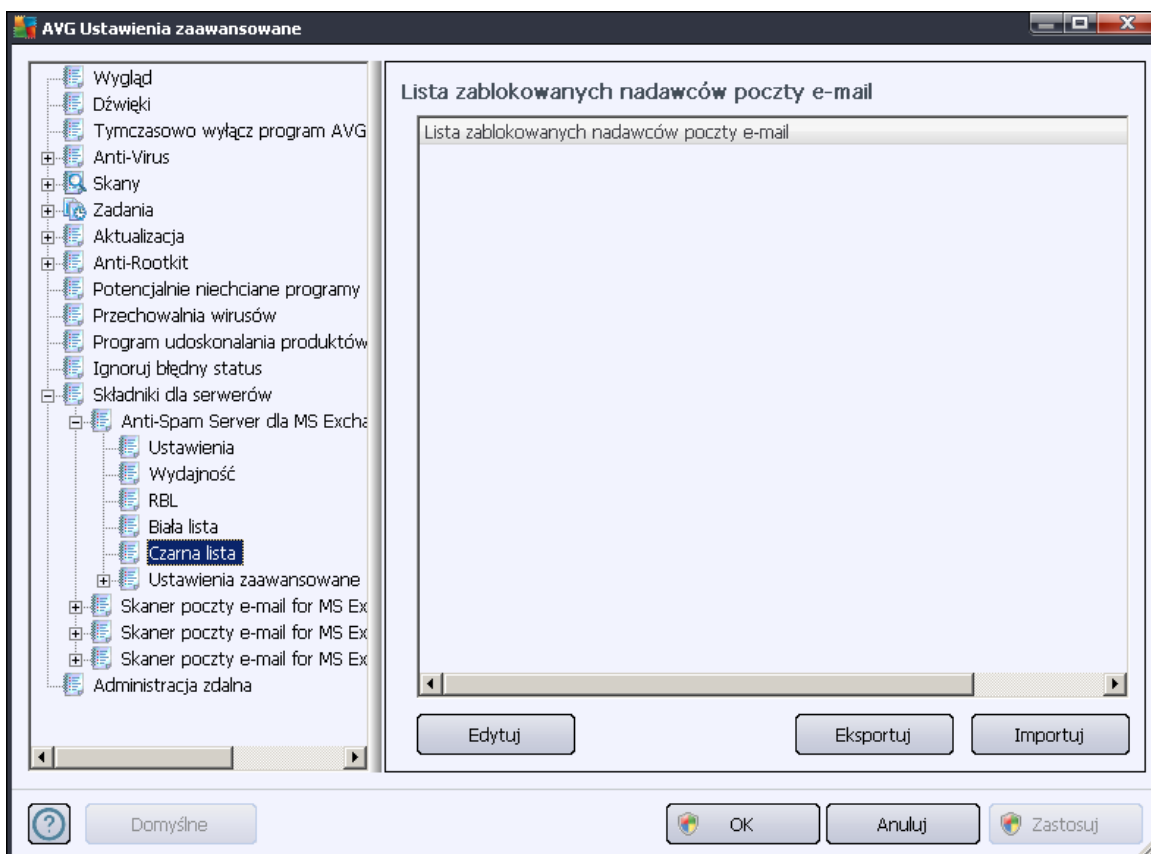 AVG Ustawienia zaawansowane
Wygląd
Dźwięki
Tymczasowo wyłącz program AVG
Anti-Virus
Skany
Zadania
Aktualizacja
Anti-Rootkit
Potencjalnie niechciane programy
Przechowalnia wirusów
Program udoskonalania produktów
Ignoruj błędny status
Składniki dla serwerów
Anti-Spam Server dla MS Excha
Ustawienia
Wydajność
RBL
Biała lista
Czarna lista
Ustawienia zaawansowane
Skaner poczty e-mail for MS Ex
Skaner poczty e-mail for MS Ex
Skaner poczty e-mail for MS Ex
Administracja zdalna
Lista zablokowanych nadawców poczty e-mail
Lista zablokowanych nadawców poczty e-mail
Edytuj
Eksportuj
Importuj
Domyślne
OK
Anuluj
Zastosuj